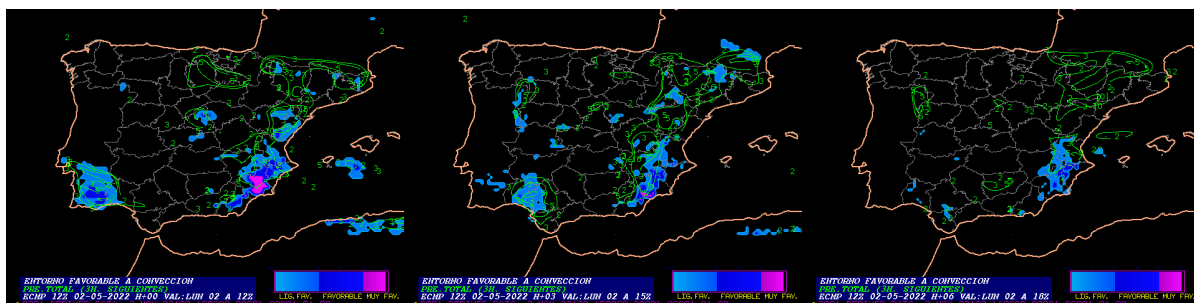 ENTORNO FAVORABLE A CONVECCION
PRE.TOTAL (3H. SIGUIENTES)
ECMP 12Z 02-05-2022 H+00 VAL:LUN 02 A 12Z
LIG.FAV. FAVORABLE MUY FAV.
ENTORNO FAVORABLE A CONVECCION
PRE.TOTAL (3H. SIGUIENTES)
ECMP 12Z 02-05-2022 H+03 VAL:LUN 02 A 15Z
LIG.FAV. FAVORABLE MUY FAV.
ENTORNO FAVORABLE A CONVECCION
PRE.TOTAL (3H. SIGUIENTES)
ECMP 12Z 02-05-2022 H+06 VAL:LUN 02 A 18Z
LIG.FAV. FAVORABLE MUY FAV.